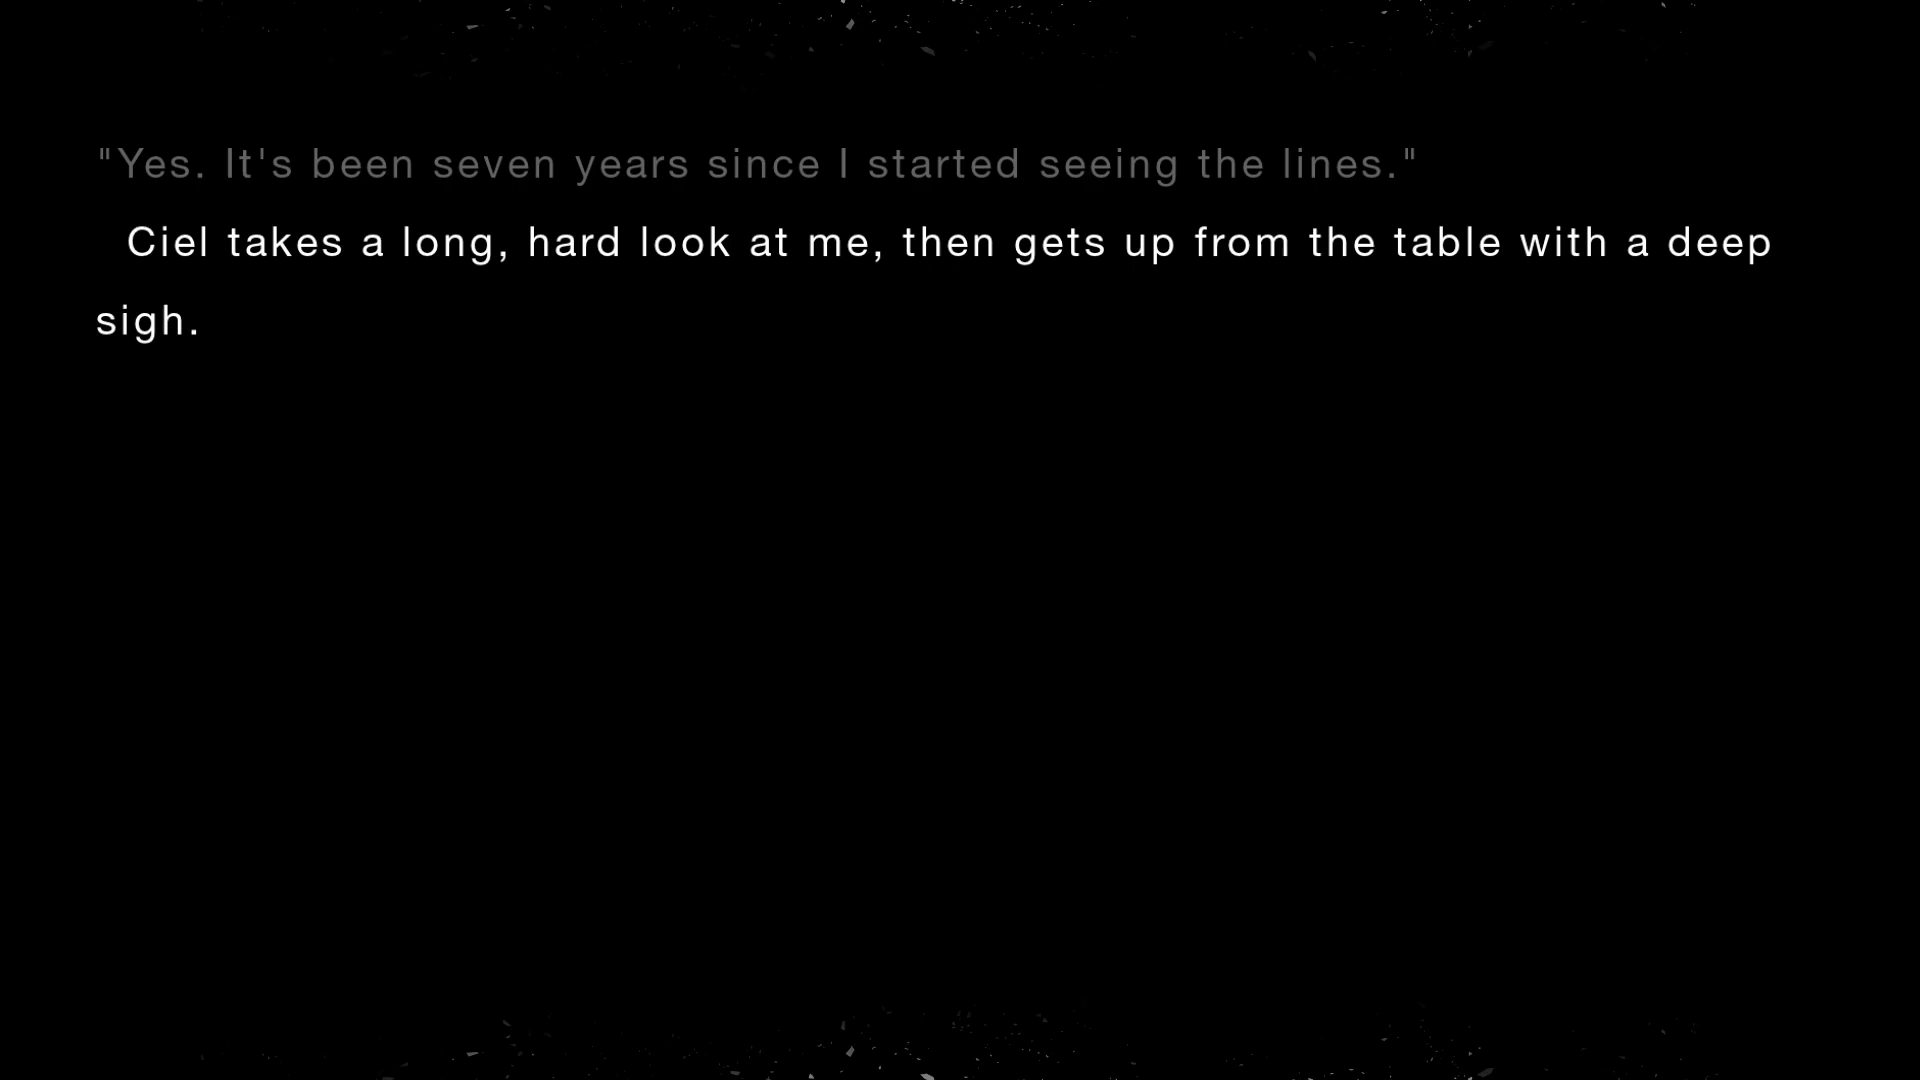 "Yes. It's been seven years since I started seeing the lines."
Ciel takes a long, hard look at me, then gets up from the table with a deep
sigh.